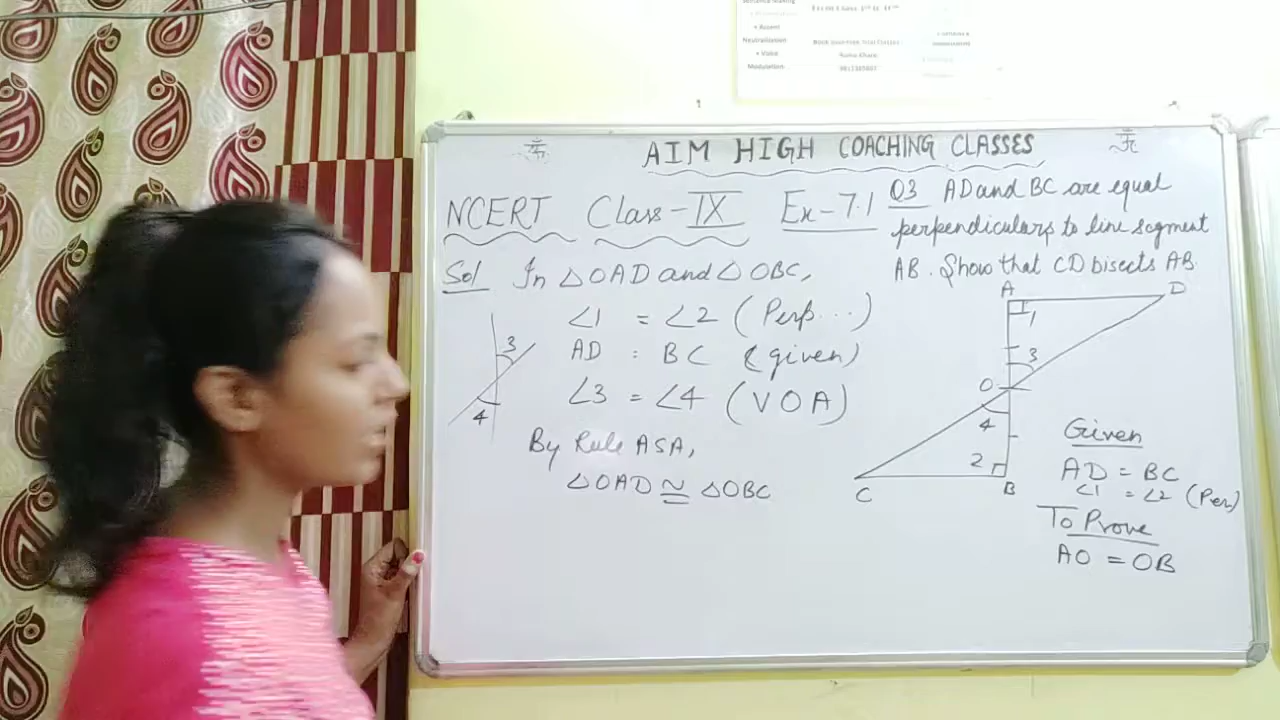 AIM HIGH COACHING CLASSES
NCERT Class-IX Ex-7.1
Q3 AD and BC are equal
perpendiculars to line segment
AB. Show that CD bisects AB.
Sol In △OAD and △OBC,
∠1 = ∠2 (Perp...)
AD = BC (given)
∠3 = ∠4 (VOA)
By Rule ASA,
△OAD ≅ △OBC
3
4
A D
1
3
O
4
2
C B
Given
AD = BC
∠1 = ∠2 (Per)
To Prove
AO = OB